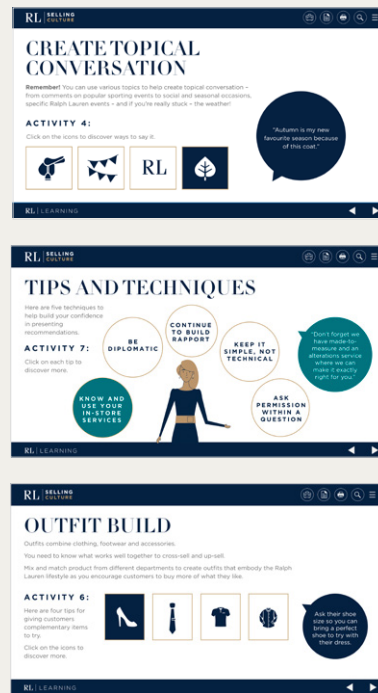 RL | SELLING CULTURE
CREATE TOPICAL
CONVERSATION
Remember! You can use various topics to help create topical conversation –
from comments on popular sporting events to social and seasonal occasions,
specific Ralph Lauren events – and if you're really stuck – the weather!
ACTIVITY 4:
Click on the icons to discover ways to say it.
RL
"Autumn is my new
favourite season because
of this coat."
RL | LEARNING
RL | SELLING CULTURE
TIPS AND TECHNIQUES
Here are five techniques to
help build your confidence
in presenting
recommendations.
ACTIVITY 7:
Click on each tip to
discover more.
KNOW AND
USE YOUR
IN-STORE
SERVICES
BE
DIPLOMATIC
CONTINUE
TO BUILD
RAPPORT
KEEP IT
SIMPLE, NOT
TECHNICAL
ASK
PERMISSION
WITHIN A
QUESTION
"Don't forget we
have made-to-
measure and an
alterations service
where we can
make it exactly
right for you."
RL | LEARNING
RL | SELLING CULTURE
OUTFIT BUILD
Outfits combine clothing, footwear and accessories.
You need to know what works well together to cross-sell and up-sell.
Mix and match product from different departments to create outfits that embody the Ralph
Lauren lifestyle as you encourage customers to buy more of what they like.
ACTIVITY 6:
Here are four tips for
giving customers
complementary items
to try.
Click on the icons to
discover more.
Ask their shoe
size so you can
bring a perfect
shoe to try with
their dress.
RL | LEARNING